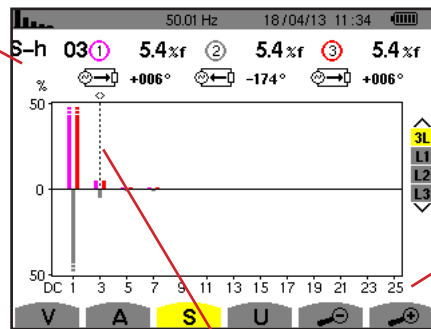 50.01 Hz 18/04/13 11:34
S-h 03 1 5.4%f 2 5.4%f 3 5.4%f
+006° -174° +006°
%
50
3L
L1
L2
L3
0
50
DC 1 3 5 7 9 11 13 15 17 19 21 23 25
V A S U